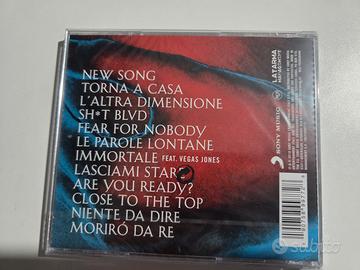 NEW SONG
TORNA A CASA
L'ALTRA DIMENSIONE
SH*T BLVD
FEAR FOR NOBODY
LE PAROLE LONTANE
IMMORTALE FEAT. VEGAS JONES
LASCIAMI STARE
ARE YOU READY?
CLOSE TO THE TOP
NIENTE DA DIRE
MORIRÓ DA RE
LATARMA
SONY MUSIC
subito